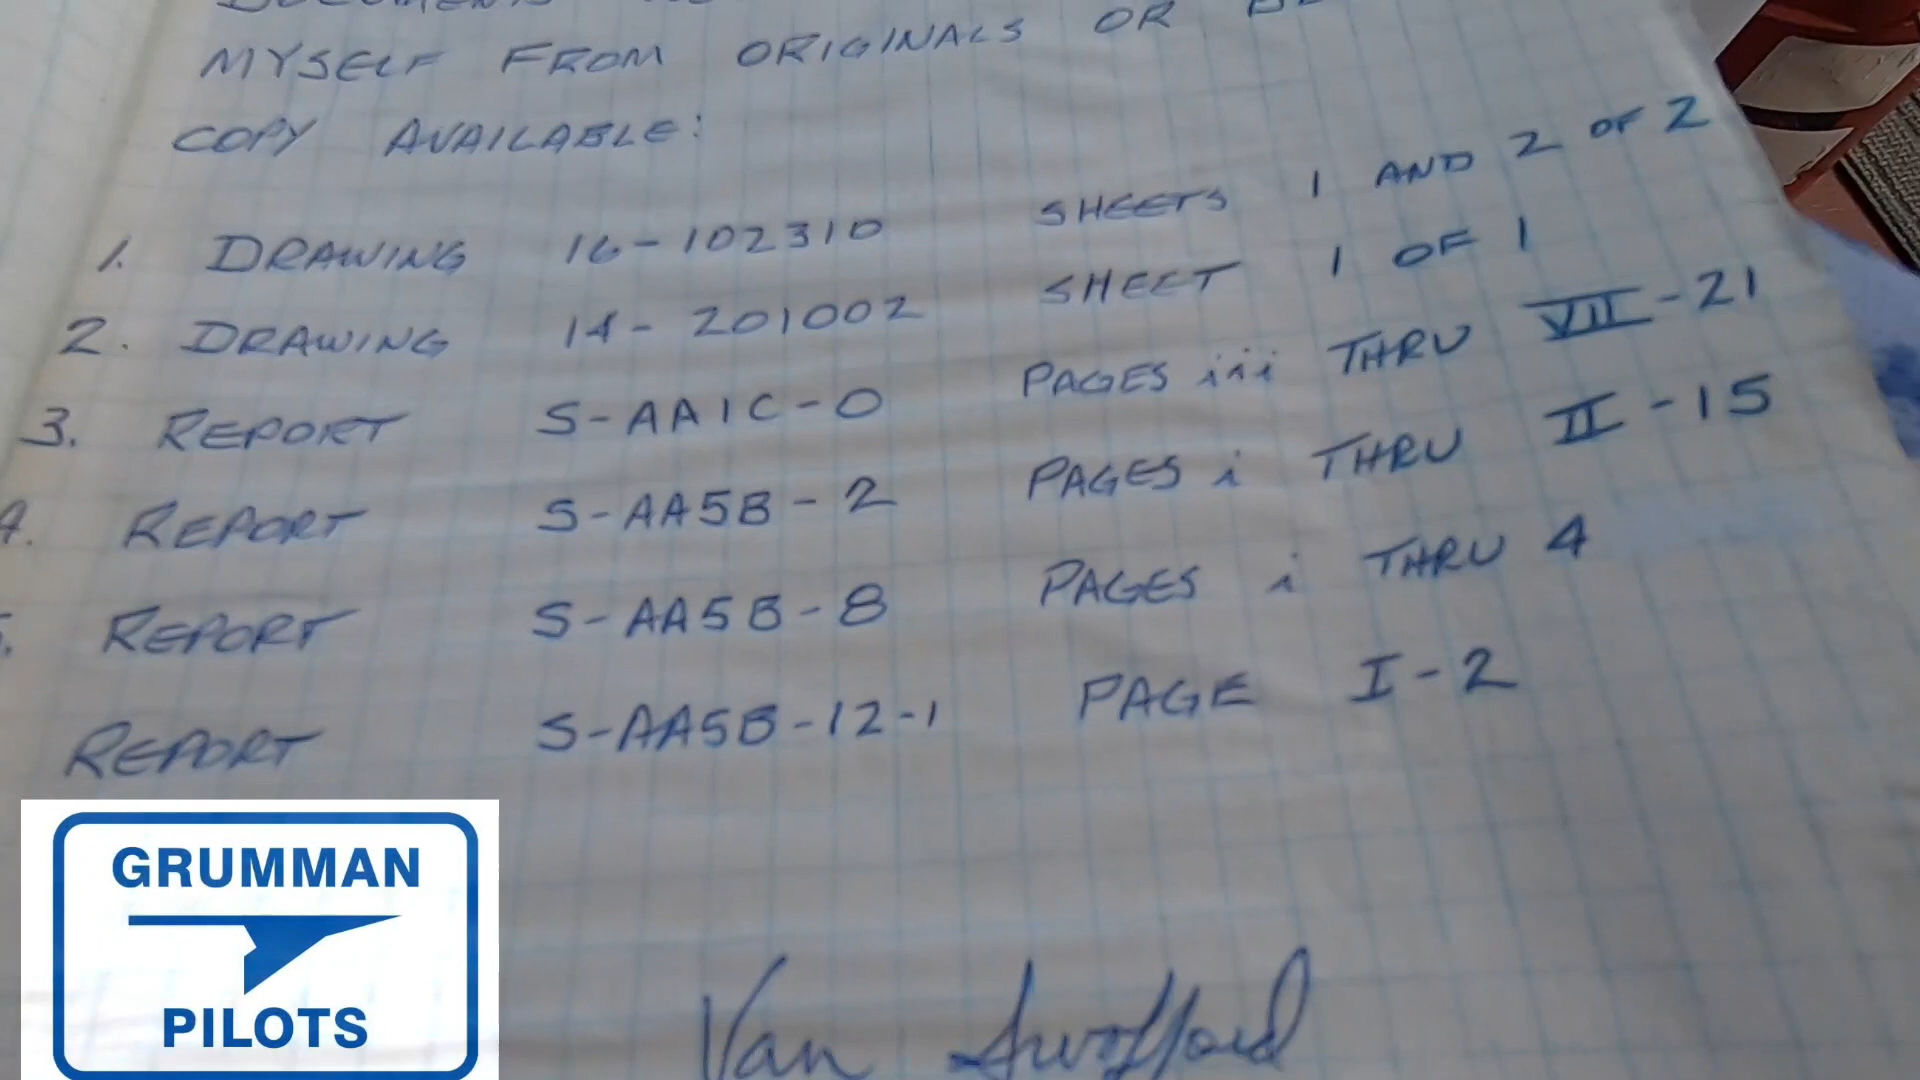 MYSELF FROM ORIGINALS OR
COPY AVAILABLE:
1. DRAWING 16-102310 SHEETS 1 AND 2 OF 2
2. DRAWING 14-201002 SHEET 1 OF 1
3. REPORT S-AA1C-0 PAGES iii THRU VII-21
4. REPORT S-AA5B-2 PAGES i THRU II-15
REPORT S-AA5B-8 PAGES i THRU 4
REPORT S-AA5B-12-1 PAGE I-2
Van Swofford
GRUMMAN
PILOTS